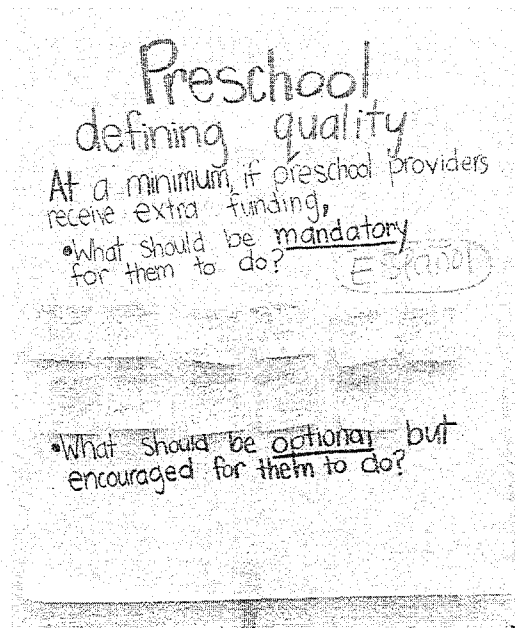 Preschool
defining quality
At a minimum, if preschool providers
receive extra funding,
•What should be mandatory
for them to do?
Español
•What should be optional but
encouraged for them to do?